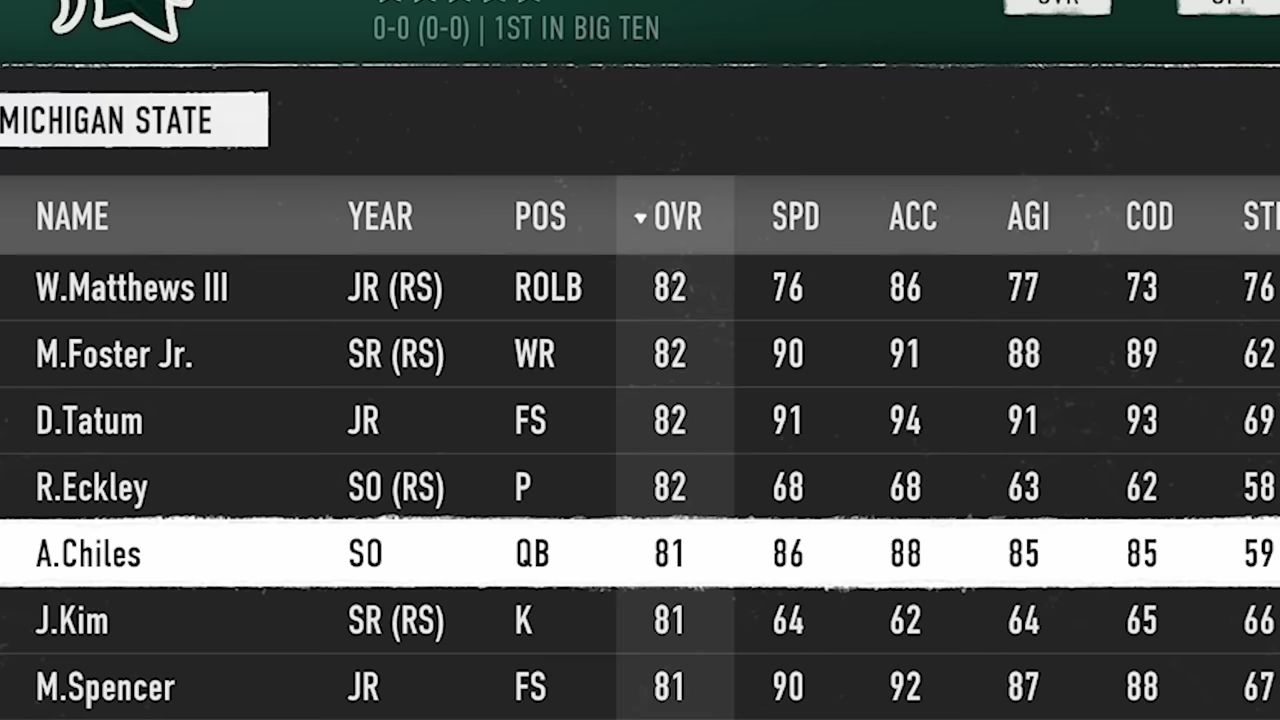 0-0 (0-0) | 1ST IN BIG TEN
MICHIGAN STATE
NAME YEAR POS OVR SPD ACC AGI COD
W.Matthews III JR (RS) ROLB 82 76 86 77 73 76
M.Foster Jr. SR (RS) WR 82 90 91 88 89 62
D.Tatum JR FS 82 91 94 91 93 69
R.Eckley SO (RS) P 82 68 68 63 62 58
A.Chiles SO QB 81 86 88 85 85 59
J.Kim SR (RS) K 81 64 62 64 65 66
M.Spencer JR FS 81 90 92 87 88 67